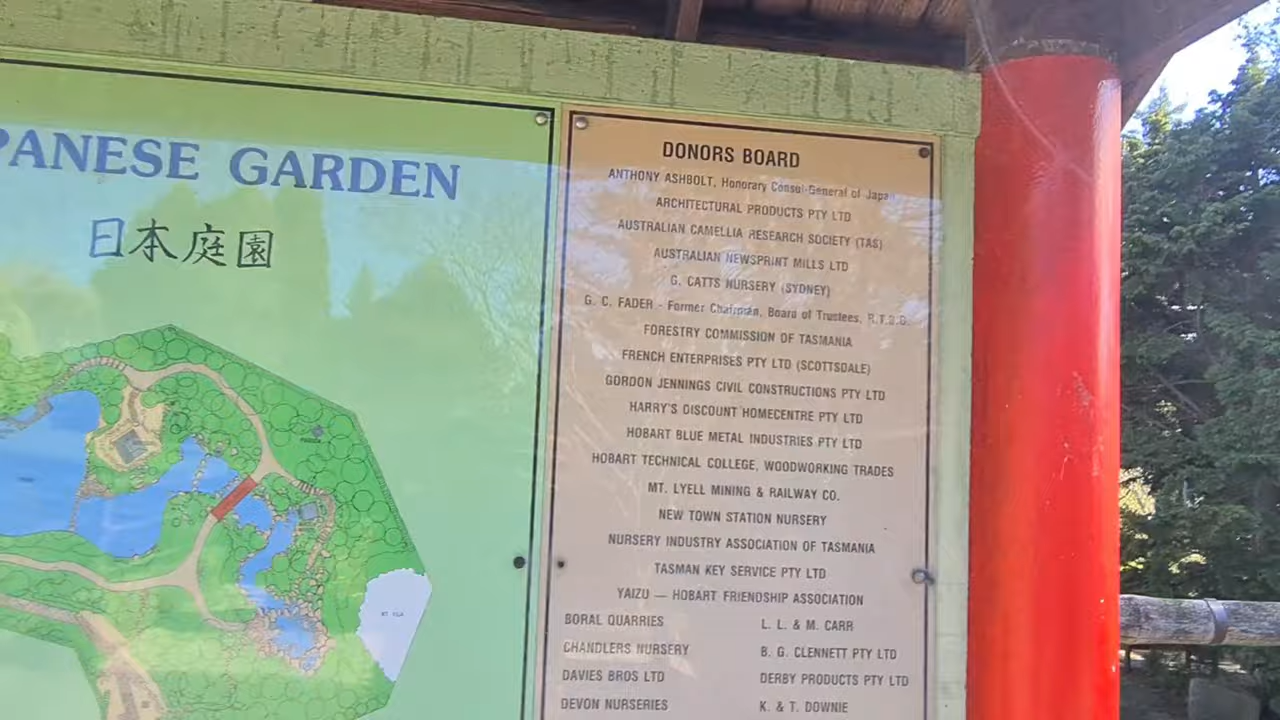 PANESE GARDEN
日本庭園
PAGODA
MT FUJI
DONORS BOARD
ANTHONY ASHBOLT, Honorary Consul-General of Japan
ARCHITECTURAL PRODUCTS PTY LTD
AUSTRALIAN CAMELLIA RESEARCH SOCIETY (TAS)
AUSTRALIAN NEWSPRINT MILLS LTD
G. CATTS NURSERY (SYDNEY)
G. C. FADER - Former Chairman, Board of Trustees, R.T.B.G.
FORESTRY COMMISSION OF TASMANIA
FRENCH ENTERPRISES PTY LTD (SCOTTSDALE)
GORDON JENNINGS CIVIL CONSTRUCTIONS PTY LTD
HARRY'S DISCOUNT HOMECENTRE PTY LTD
HOBART BLUE METAL INDUSTRIES PTY LTD
HOBART TECHNICAL COLLEGE, WOODWORKING TRADES
MT. LYELL MINING & RAILWAY CO.
NEW TOWN STATION NURSERY
NURSERY INDUSTRY ASSOCIATION OF TASMANIA
TASMAN KEY SERVICE PTY LTD
YAIZU — HOBART FRIENDSHIP ASSOCIATION
BORAL QUARRIES
L. L. & M. CARR
CHANDLERS NURSERY
B. G. CLENNETT PTY LTD
DAVIES BROS LTD
DERBY PRODUCTS PTY LTD
DEVON NURSERIES
K. & T. DOWNIE